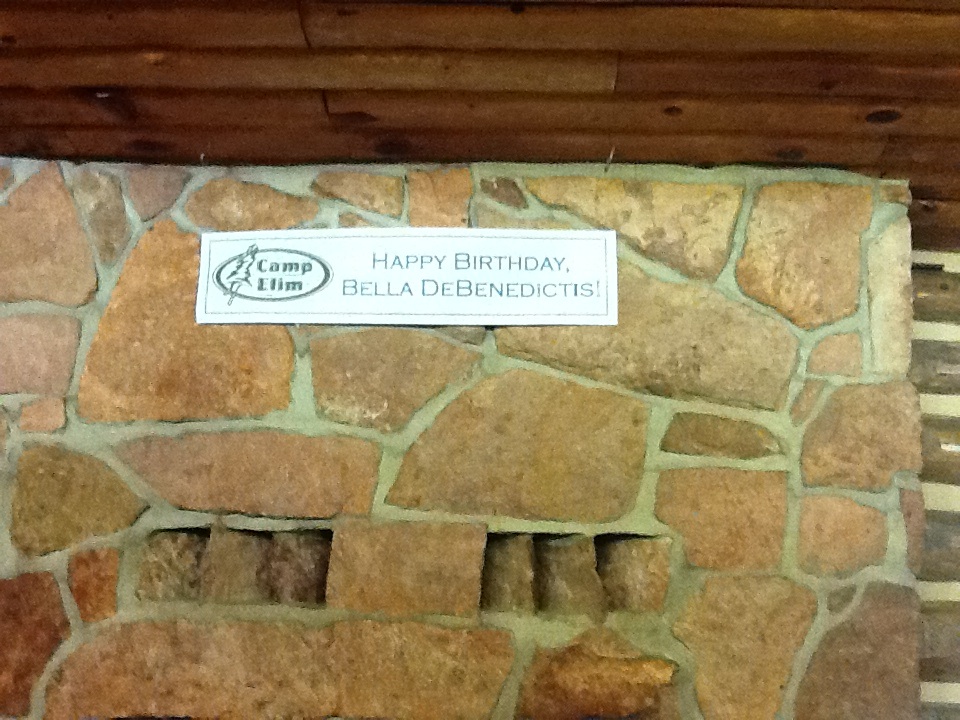 Camp
Elim
HAPPY BIRTHDAY,
BELLA DEBENEDiCTIS!